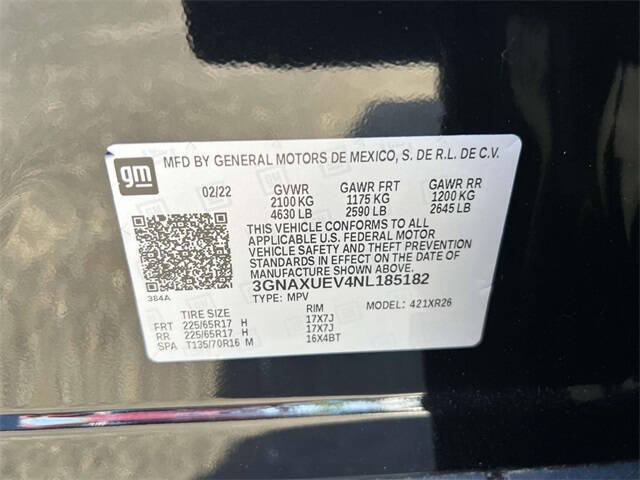 gm
MFD BY GENERAL MOTORS DE MEXICO, S. DE R.L. DE C.V.
02/22 GVWR GAWR FRT GAWR RR
2100 KG 1175 KG 1200 KG
4630 LB 2590 LB 2645 LB
THIS VEHICLE CONFORMS TO ALL
APPLICABLE U.S. FEDERAL MOTOR
VEHICLE SAFETY AND THEFT PREVENTION
STANDARDS IN EFFECT ON THE DATE OF
MANUFACTURE SHOWN ABOVE.
3GNAXUEV4NL185182
384A
TYPE: MPV MODEL: 421XR26
TIRE SIZE RIM
FRT 225/65R17 H 17X7J
RR 225/65R17 H 17X7J
SPA T135/70R16 M 16X4BT